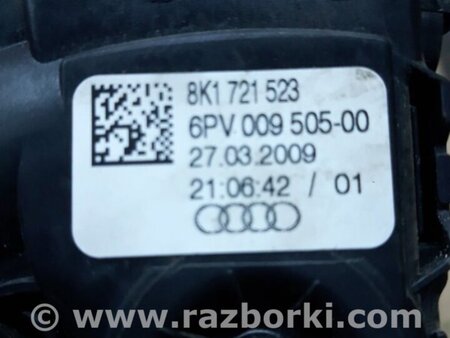 8K1 721 523
6PV 009 505-00
27.03.2009
21:06:42 / 01
© www.razborki.com